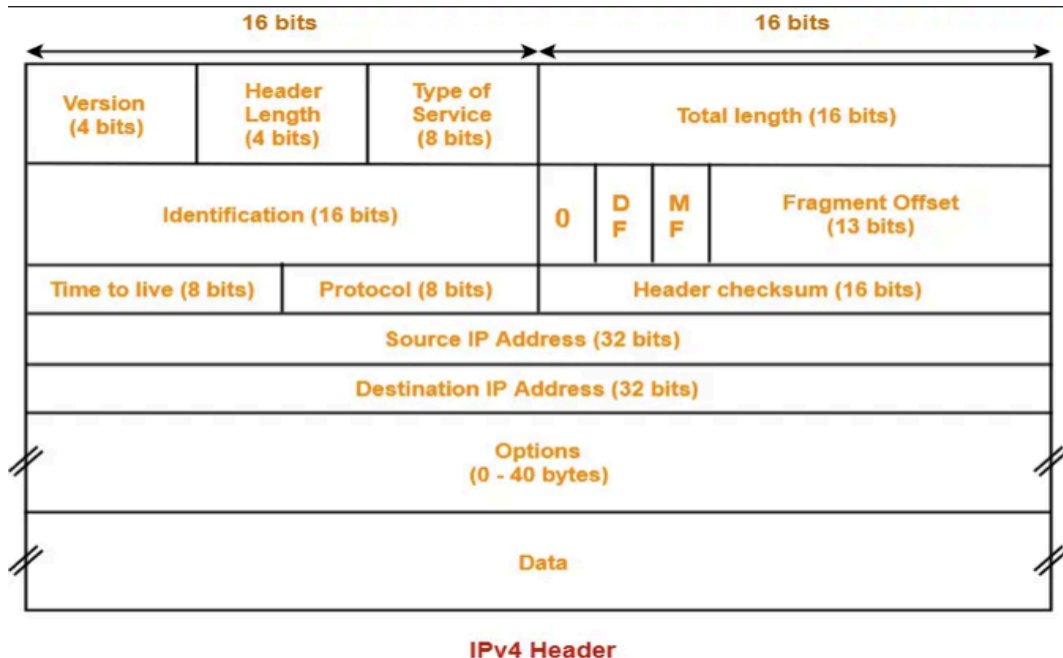 16 bits
16 bits
Version
(4 bits)
Header
Length
(4 bits)
Type of
Service
(8 bits)
Total length (16 bits)
Identification (16 bits)
0
D
F
M
F
Fragment Offset
(13 bits)
Time to live (8 bits)
Protocol (8 bits)
Header checksum (16 bits)
Source IP Address (32 bits)
Destination IP Address (32 bits)
Options
(0 - 40 bytes)
Data
IPv4 Header